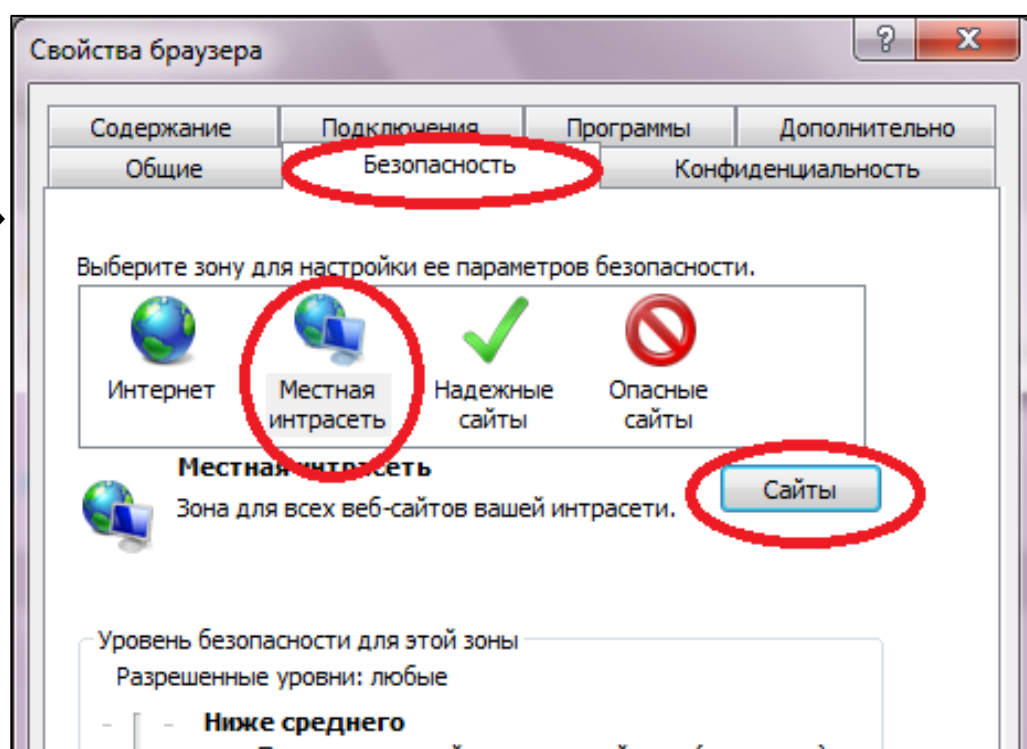 Свойства браузера
Содержание Подключения Программы Дополнительно
Общие Безопасность Конфиденциальность
Выберите зону для настройки ее параметров безопасности.
Интернет Местная интрасеть Надежные сайты Опасные сайты
Местная интрасеть
Сайты
Зона для всех веб-сайтов вашей интрасети.
Уровень безопасности для этой зоны
Разрешенные уровни: любые
Ниже среднего